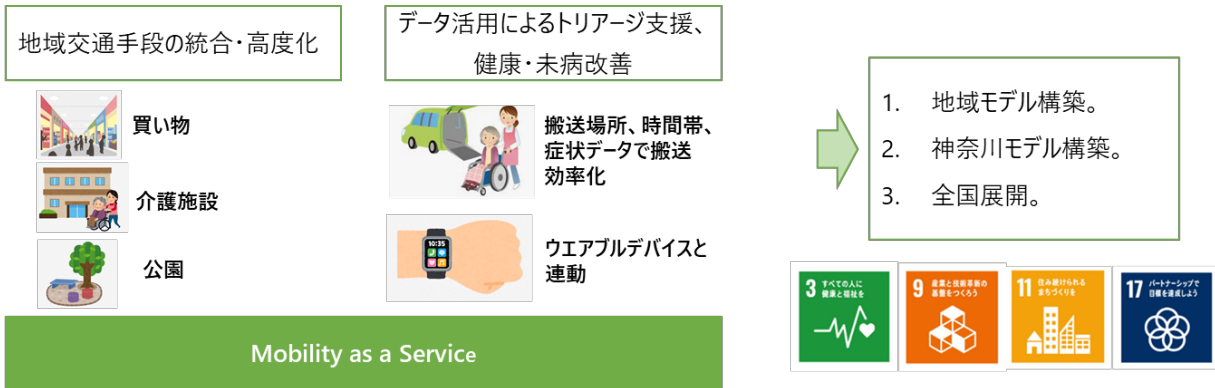 地域交通手段の統合・高度化
データ活用によるトリアージ支援、
健康・未病改善
買い物
介護施設
公園
搬送場所、時間帯、
症状データで搬送
効率化
10:35
ウエアブルデバイスと
連動
Mobility as a Service
1. 地域モデル構築。
2. 神奈川モデル構築。
3. 全国展開。
3 すべての人に
健康と福祉を
9 産業と技術革新の
基盤をつくろう
11 住み続けられる
まちづくりを
17 パートナーシップで
目標を達成しよう